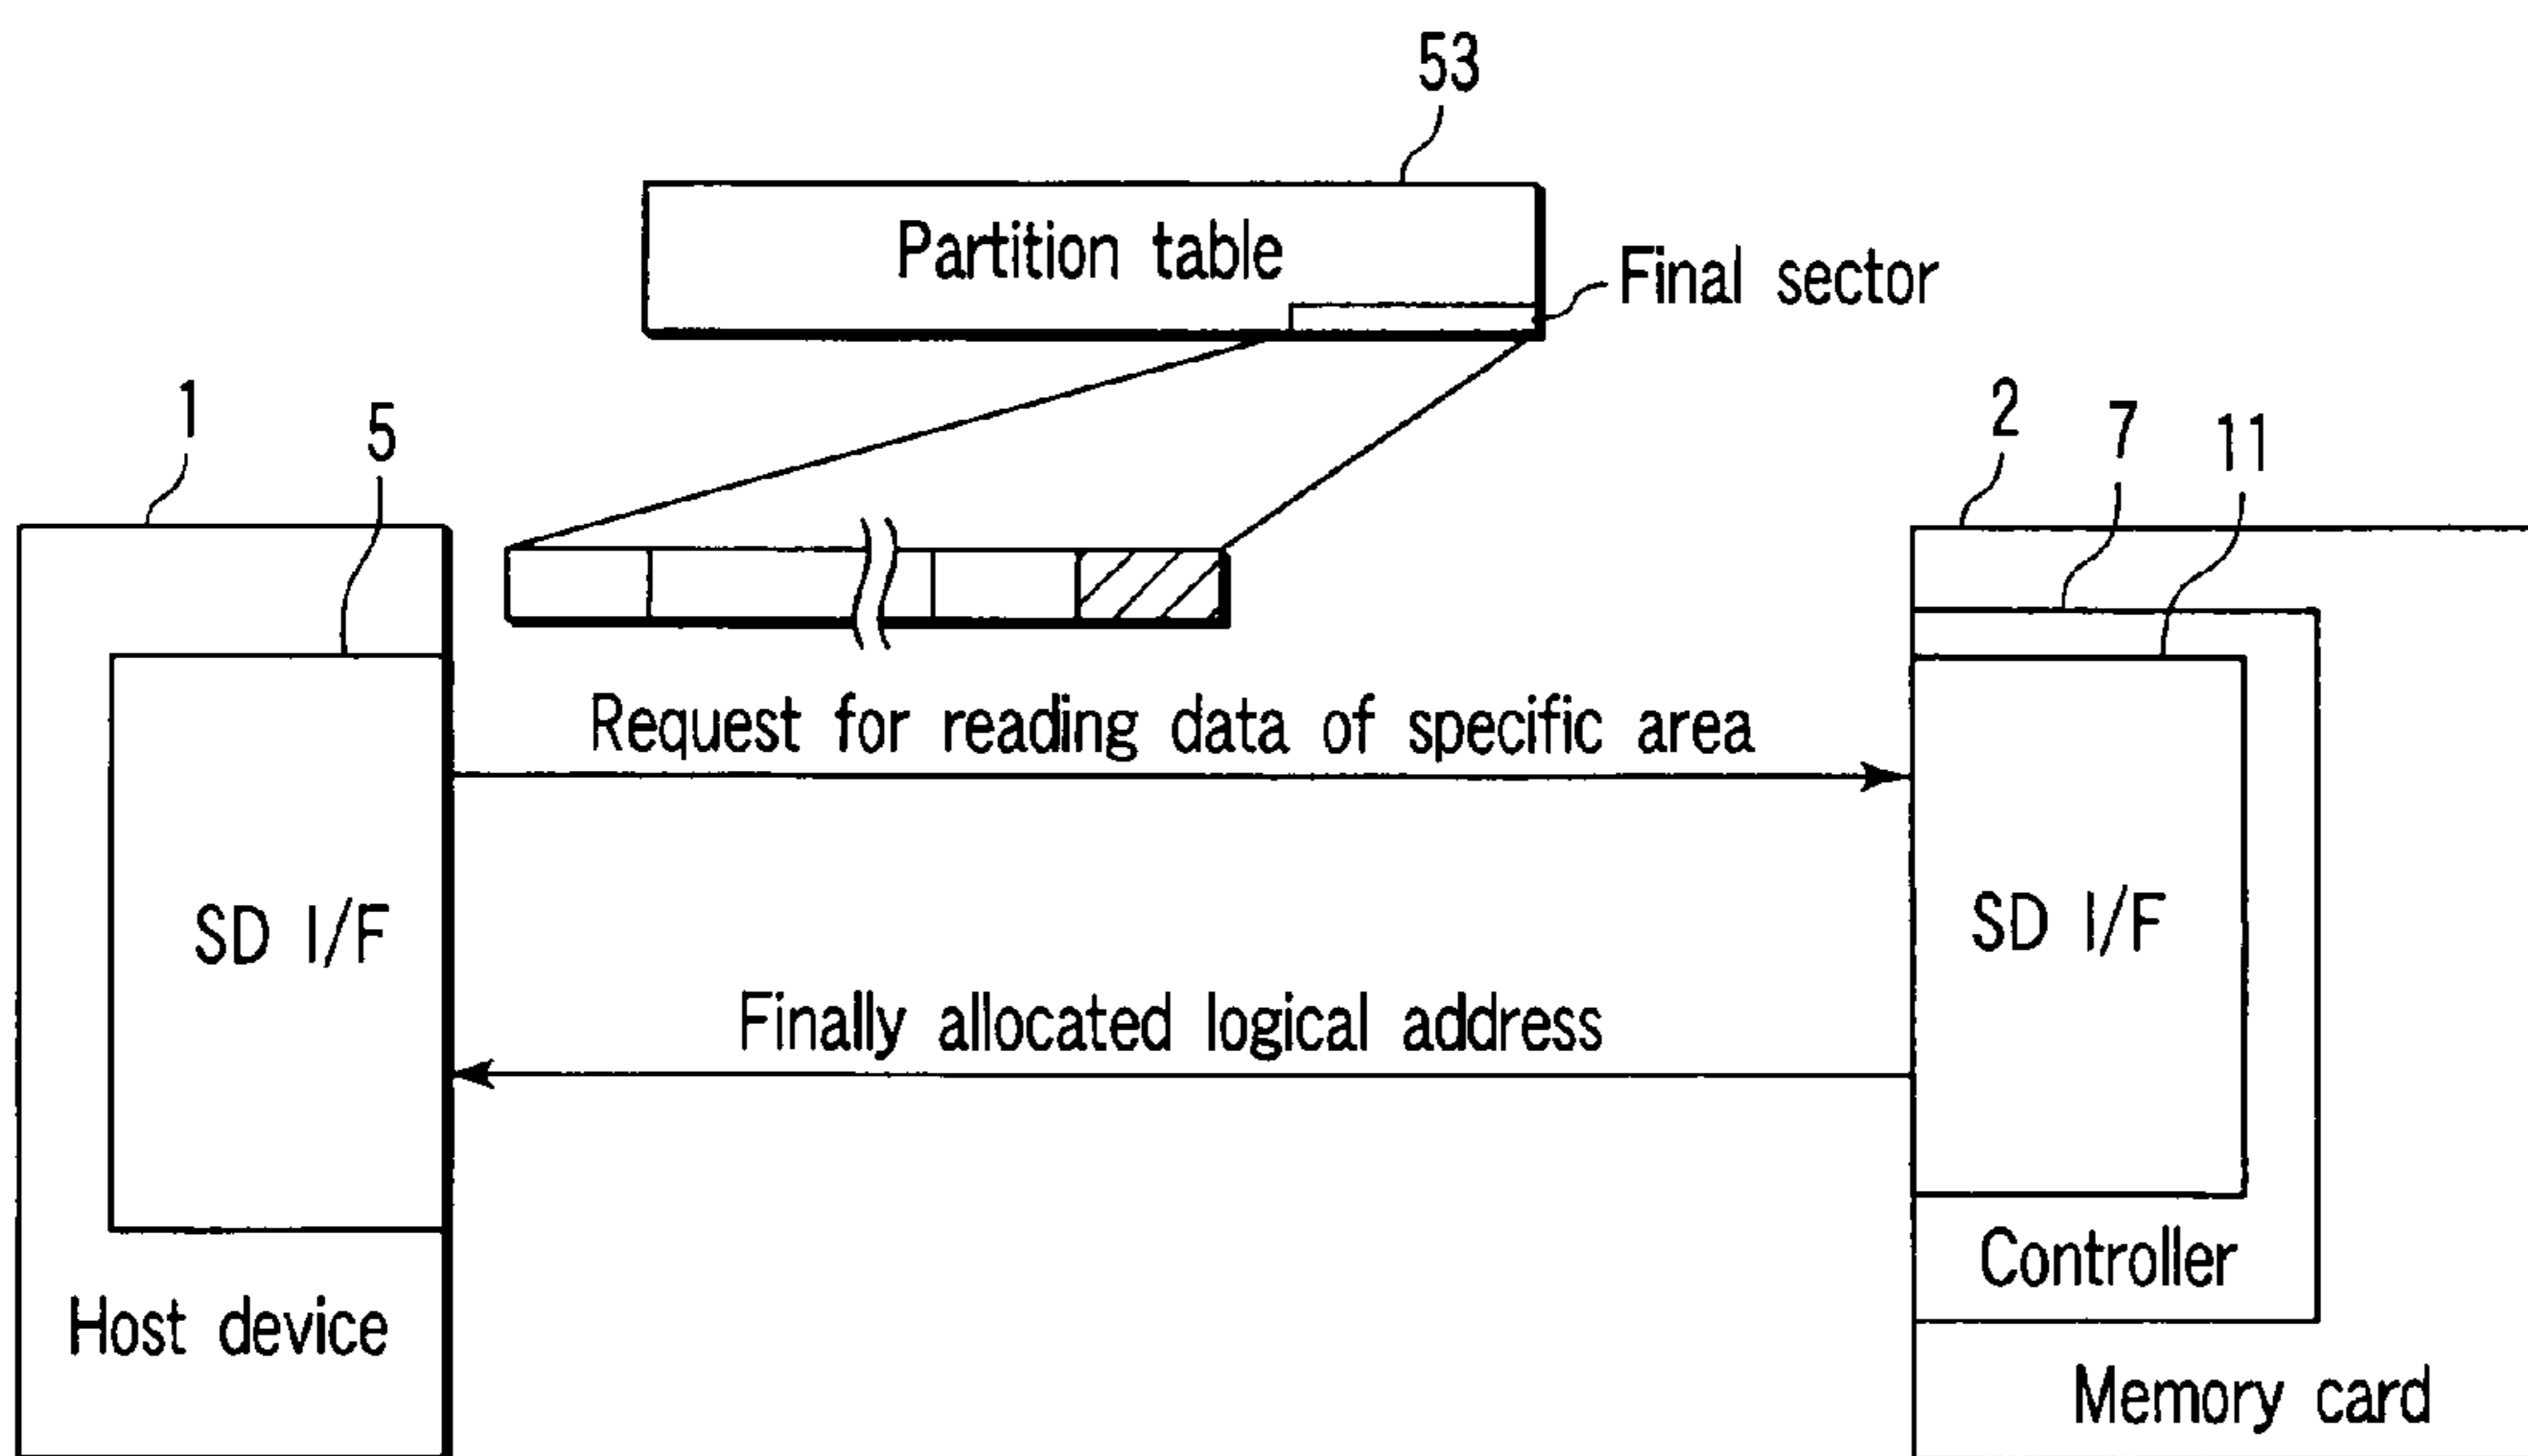 53
Partition table
Final sector
1
5
2
7
11
Request for reading data of specific area
SD I/F
SD I/F
Finally allocated logical address
Controller
Host device
Memory card